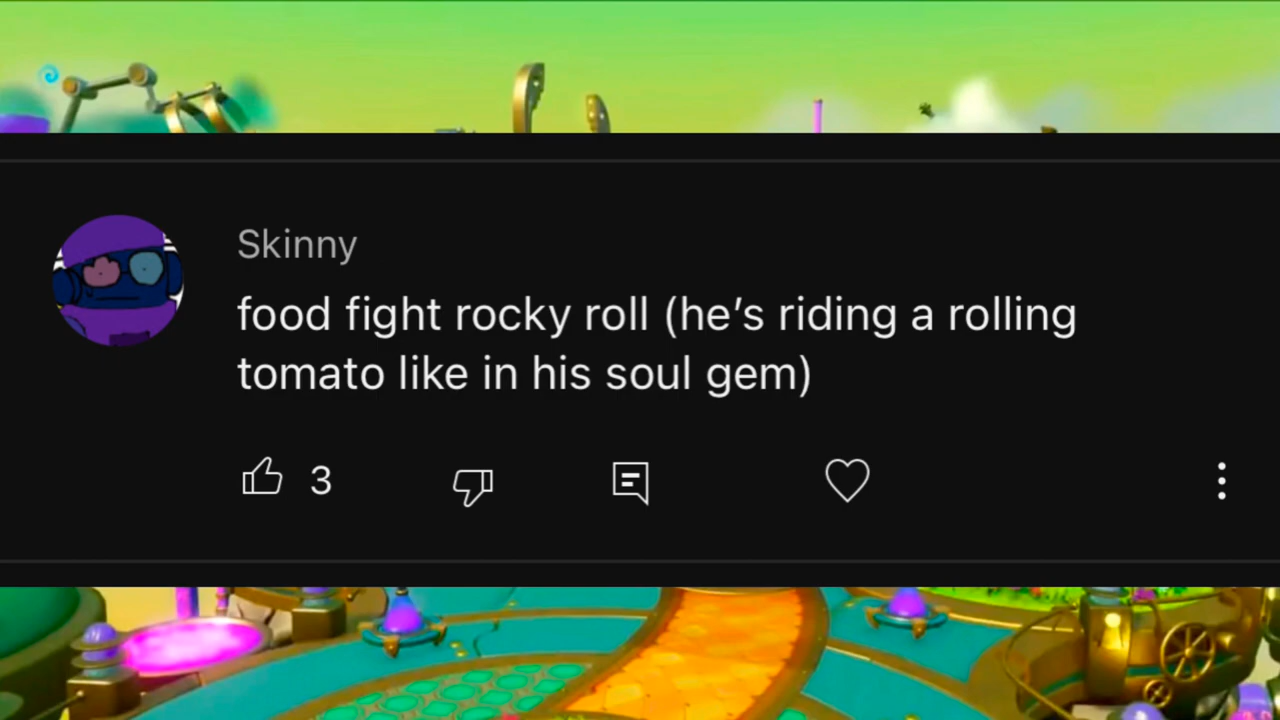 Skinny
food fight rocky roll (he’s riding a rolling
tomato like in his soul gem)
3